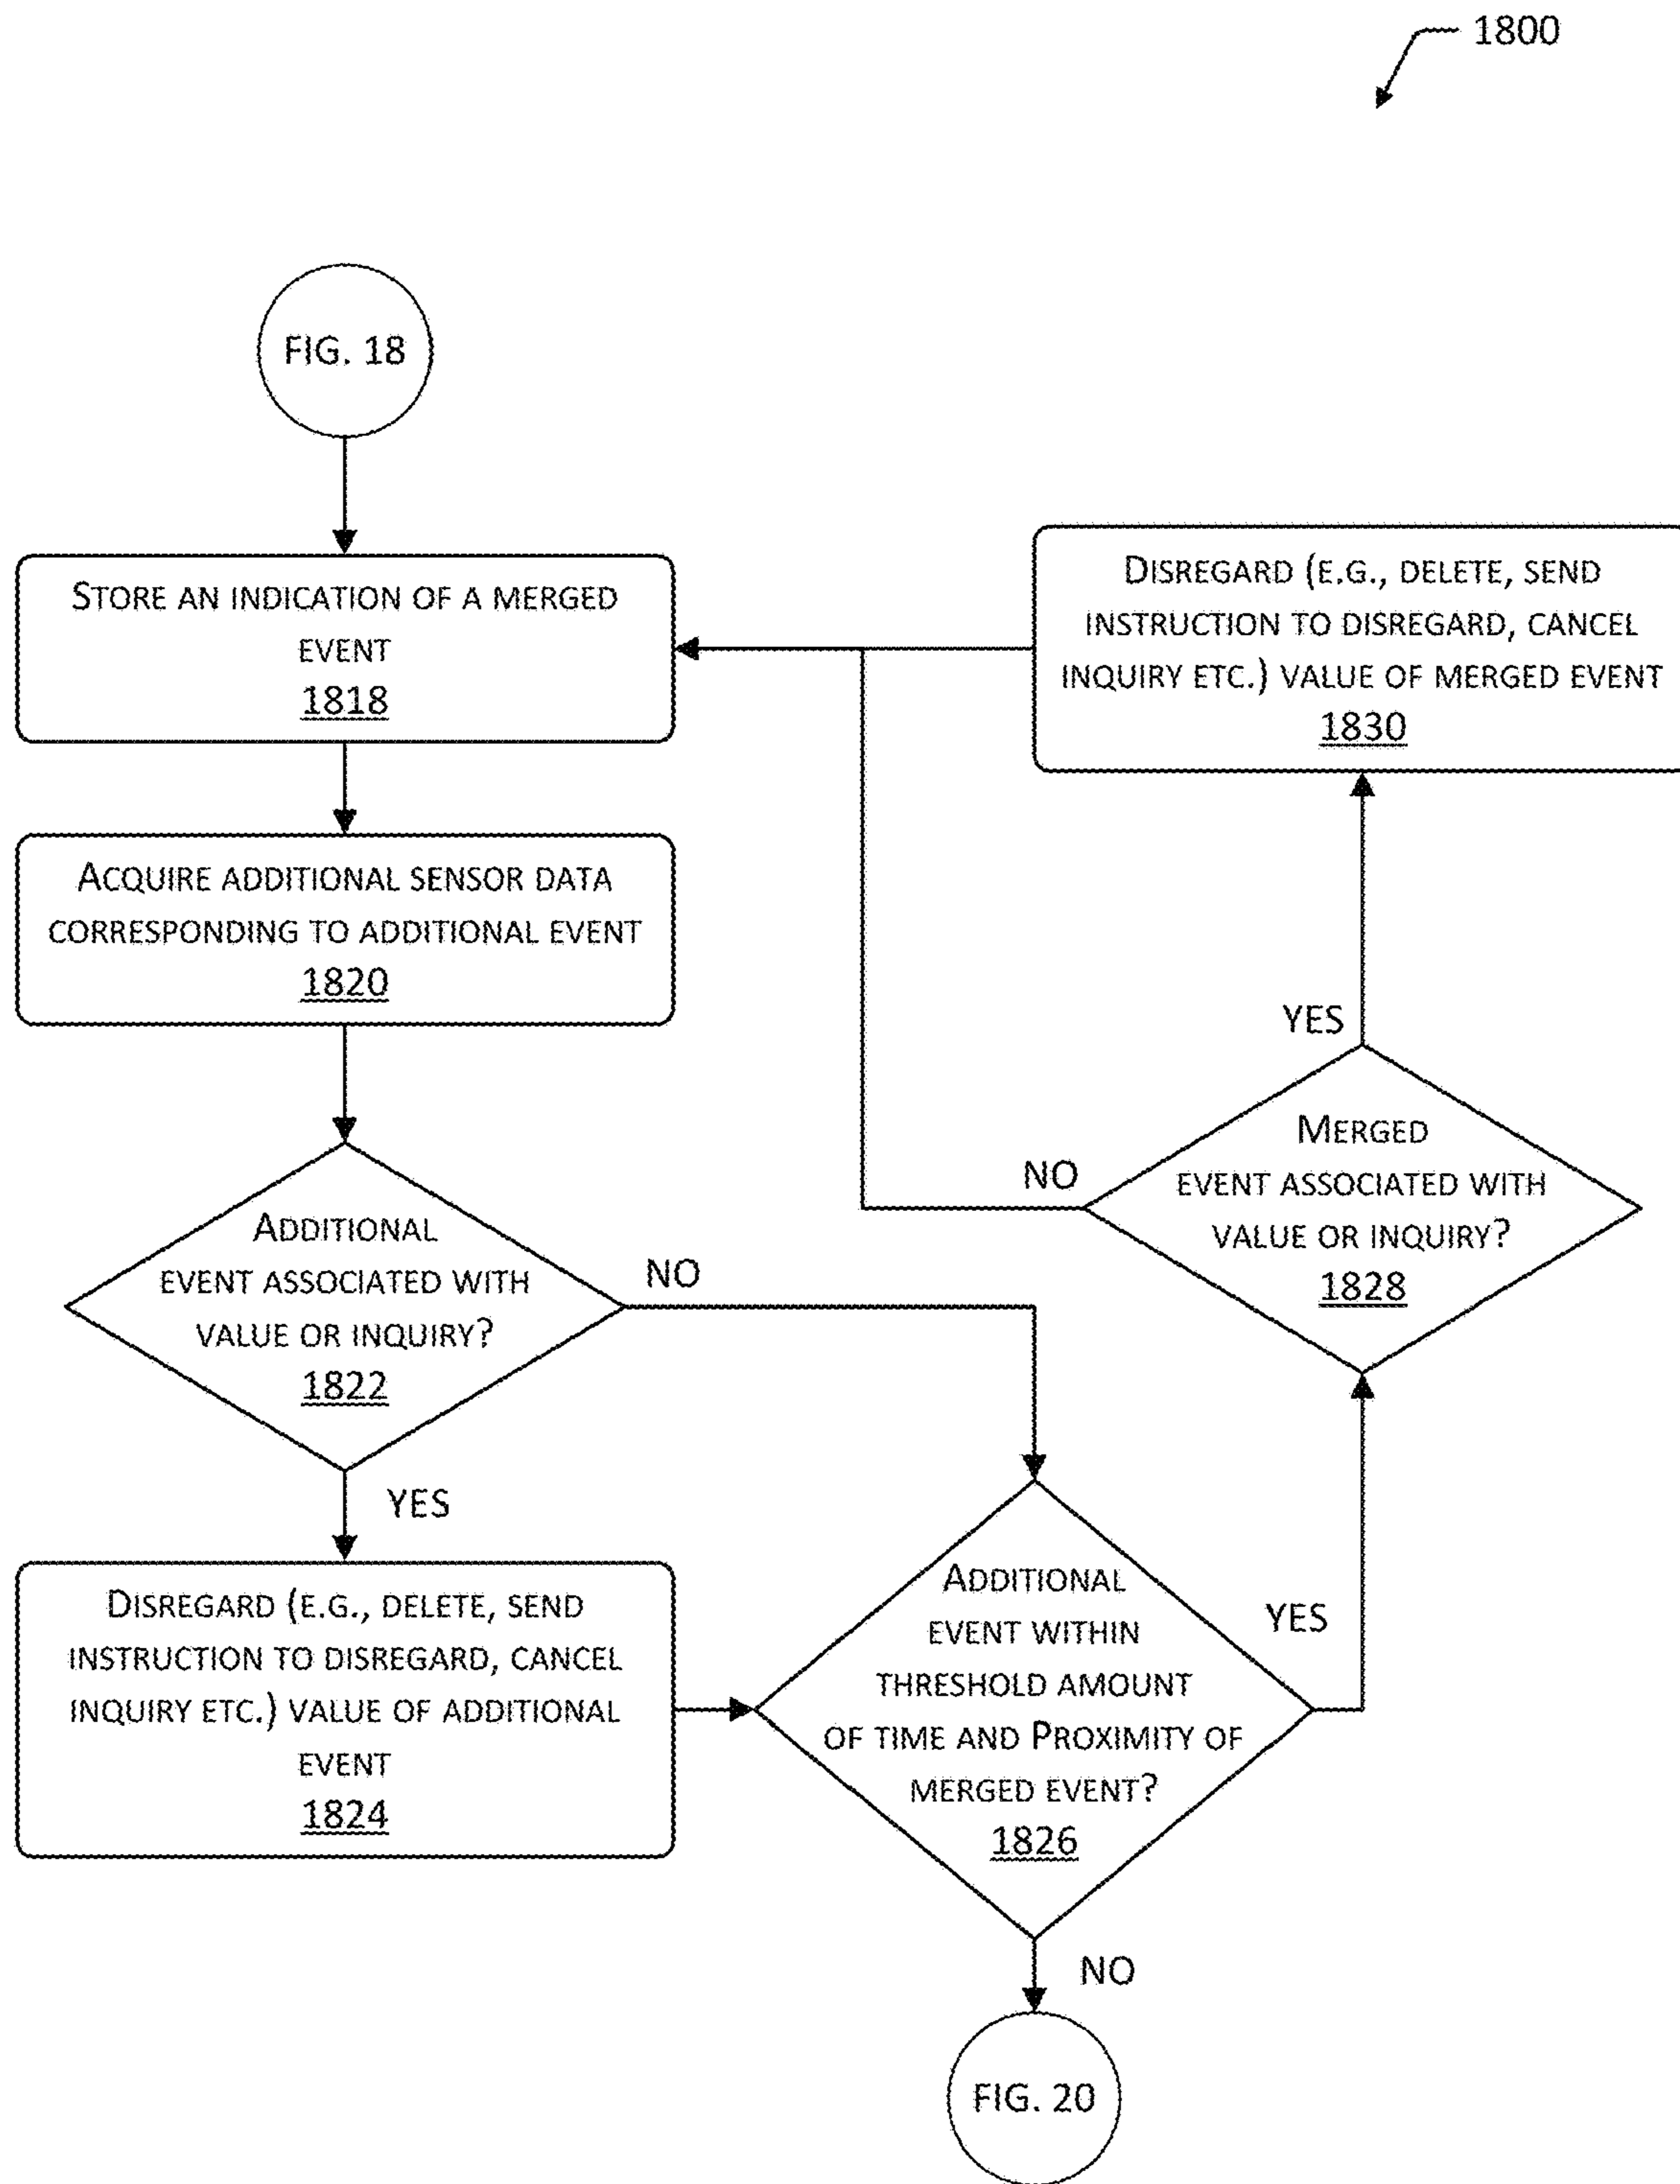 1800
FIG. 18
STORE AN INDICATION OF A MERGED
EVENT
1818
DISREGARD (E.G., DELETE, SEND
INSTRUCTION TO DISREGARD, CANCEL
INQUIRY ETC.) VALUE OF MERGED EVENT
1830
ACQUIRE ADDITIONAL SENSOR DATA
CORRESPONDING TO ADDITIONAL EVENT
1820
YES
MERGED
EVENT ASSOCIATED WITH
VALUE OR INQUIRY?
1828
NO
ADDITIONAL
EVENT ASSOCIATED WITH
VALUE OR INQUIRY?
1822
NO
YES
DISREGARD (E.G., DELETE, SEND
INSTRUCTION TO DISREGARD, CANCEL
INQUIRY ETC.) VALUE OF ADDITIONAL
EVENT
1824
ADDITIONAL
EVENT WITHIN
THRESHOLD AMOUNT
OF TIME AND PROXIMITY OF
MERGED EVENT?
1826
YES
NO
FIG. 20